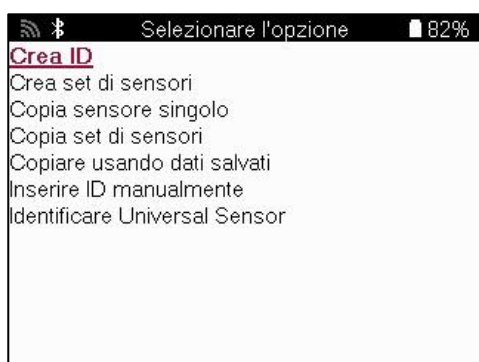 Selezionare l'opzione 82%
Crea ID
Crea set di sensori
Copia sensore singolo
Copia set di sensori
Copiare usando dati salvati
Inserire ID manualmente
Identificare Universal Sensor